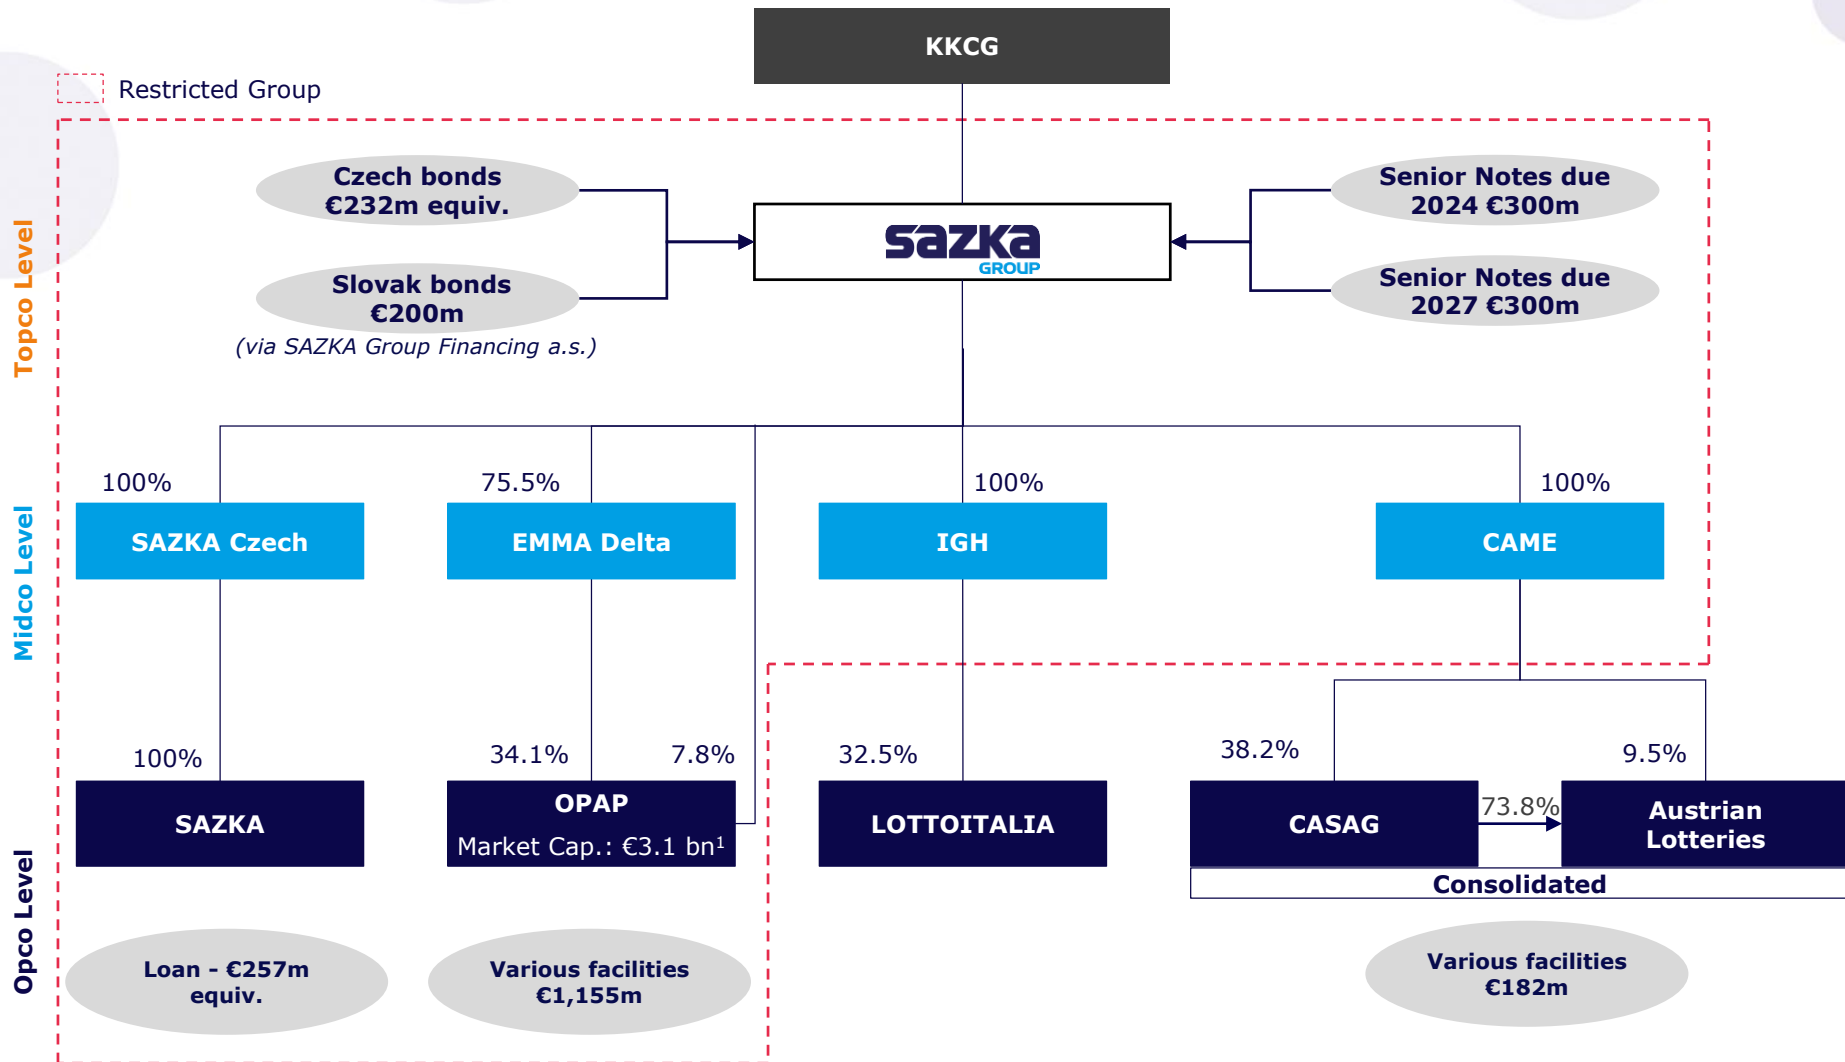 KKCG
Restricted Group
Topco Level
Czech bonds
€232m equiv.
Slovak bonds
€200m
(via SAZKA Group Financing a.s.)
sazka
GROUP
Senior Notes due
2024 €300m
Senior Notes due
2027 €300m
Midco Level
100%
75.5%
100%
100%
SAZKA Czech
EMMA Delta
IGH
CAME
Opco Level
100%
34.1%
7.8%
32.5%
38.2%
9.5%
SAZKA
OPAP
Market Cap.: €3.1 bn¹
LOTTOITALIA
CASAG
73.8%
Austrian
Lotteries
Consolidated
Loan - €257m
equiv.
Various facilities
€1,155m
Various facilities
€182m